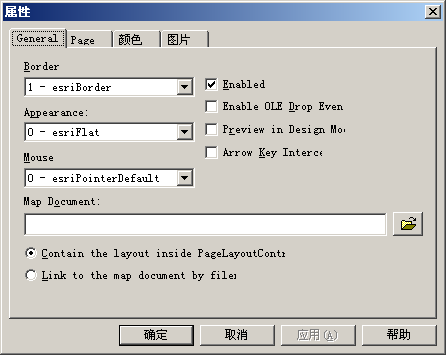 属性
General Page 颜色 图片
Border
1 - esriBorder
Enabled
Appearance:
Enable OLE Drop Even
0 - esriFlat
Preview in Design Mo
Mouse
Arrow Key Interce
0 - esriPointerDefault
Map Document:
Contain the layout inside PageLayoutContr
Link to the map document by filen
确定 取消 应用(A) 帮助